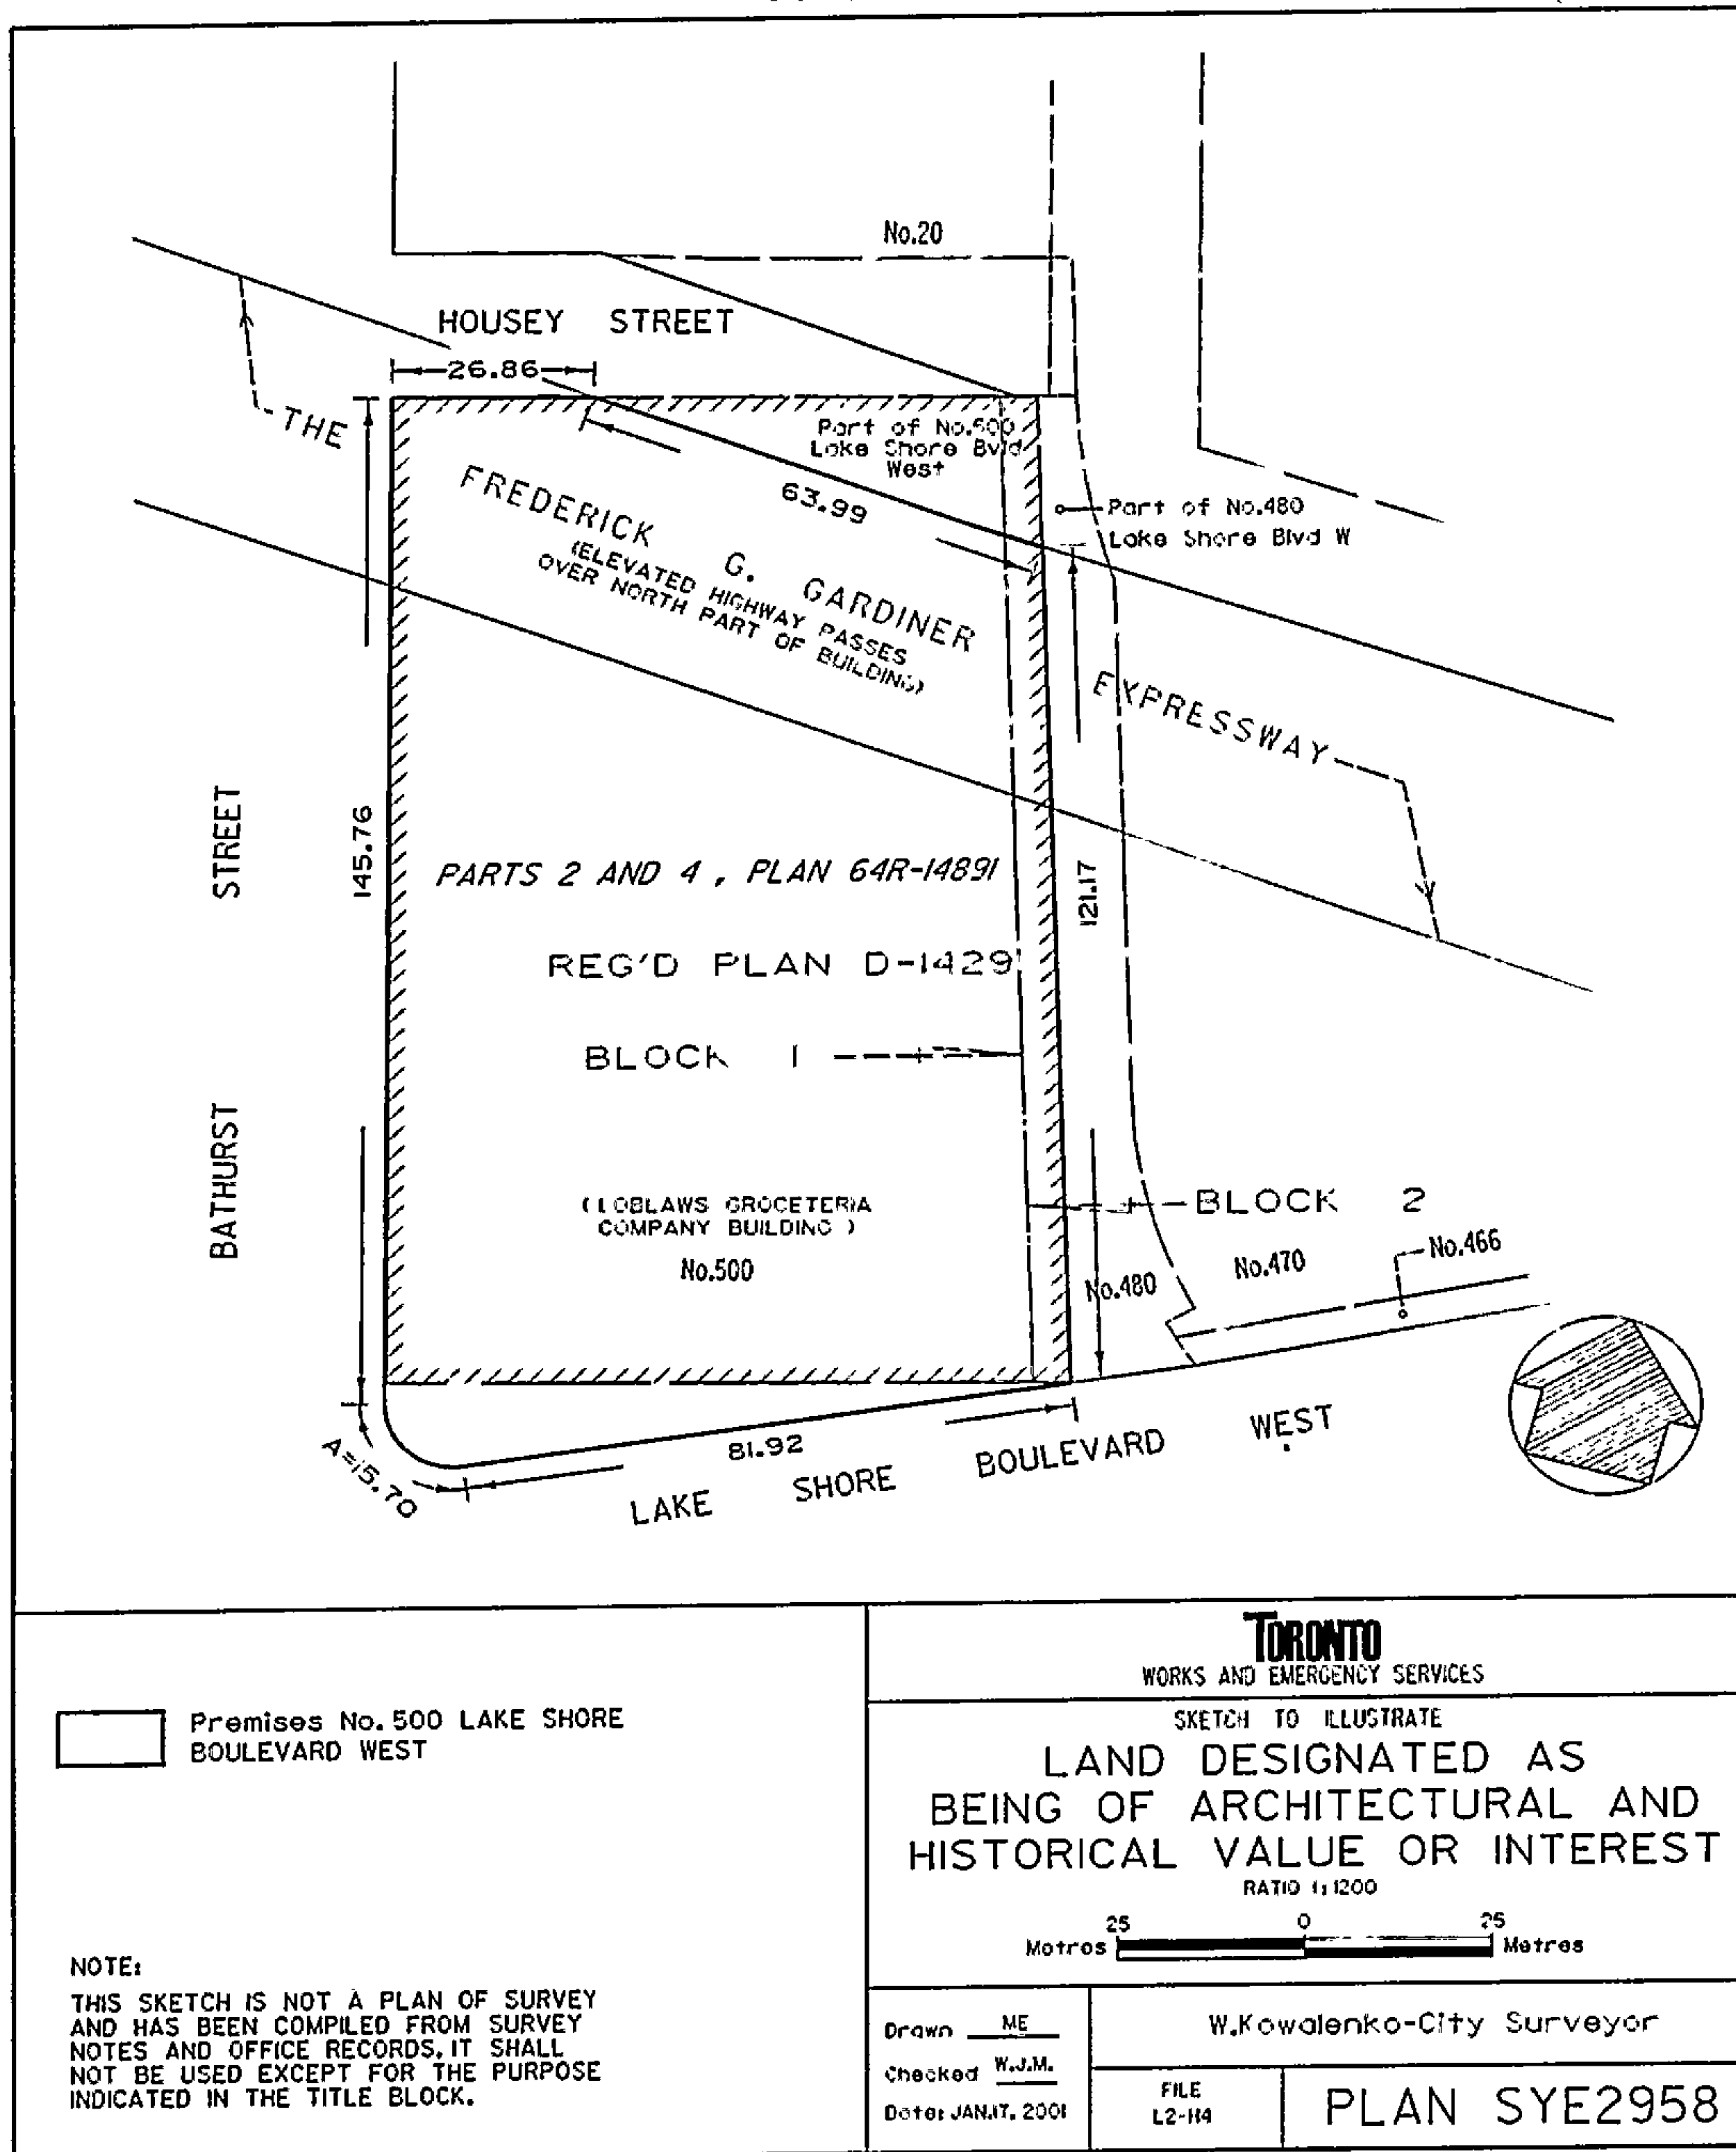 No.20
HOUSEY STREET
26.86
THE
Part of No.500
Lake Shore Bvld
West
63.99
FREDERICK G. GARDINER
(ELEVATED HIGHWAY PASSES
OVER NORTH PART OF BUILDING)
Part of No.480
Lake Shore Blvd W
EXPRESSWAY
BATHURST STREET
145.76
PARTS 2 AND 4 , PLAN 64R-14891
121.17
REG'D PLAN D-1429
BLOCK 1
(LOBLAWS GROCETERIA
COMPANY BUILDING )
No.500
BLOCK 2
No.480
No.470
No.466
A=15.70
81.92
LAKE SHORE BOULEVARD WEST
Premises No. 500 LAKE SHORE
BOULEVARD WEST
NOTE:
THIS SKETCH IS NOT A PLAN OF SURVEY
AND HAS BEEN COMPILED FROM SURVEY
NOTES AND OFFICE RECORDS. IT SHALL
NOT BE USED EXCEPT FOR THE PURPOSE
INDICATED IN THE TITLE BLOCK.
TORONTO
WORKS AND EMERGENCY SERVICES
SKETCH TO ILLUSTRATE
LAND DESIGNATED AS
BEING OF ARCHITECTURAL AND
HISTORICAL VALUE OR INTEREST
RATIO 1:1200
25 0 25
Metres Metres
Drawn ME
Checked W.J.M.
Date: JAN.17, 2001
W.Kowalenko-City Surveyor
FILE
L2-H4
PLAN SYE2958